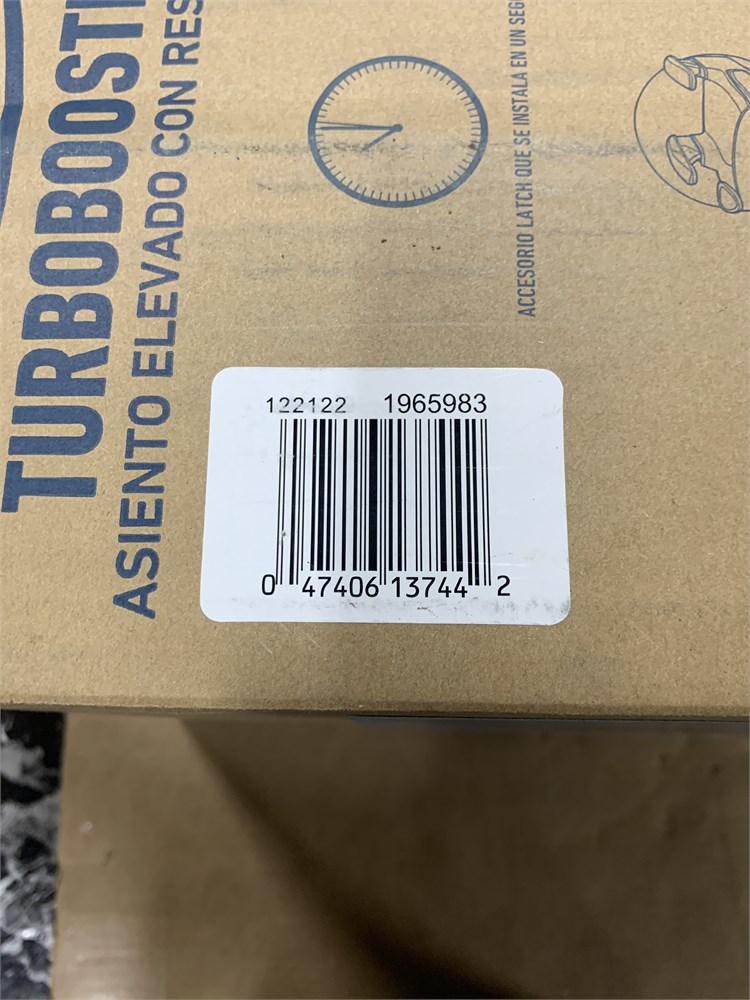 TURBOBOOST
ASIENTO ELEVADO CON RES
ACCESORIO LATCH QUE SE INSTALA EN UN SEG
122122 1965983
0 47406 13744 2